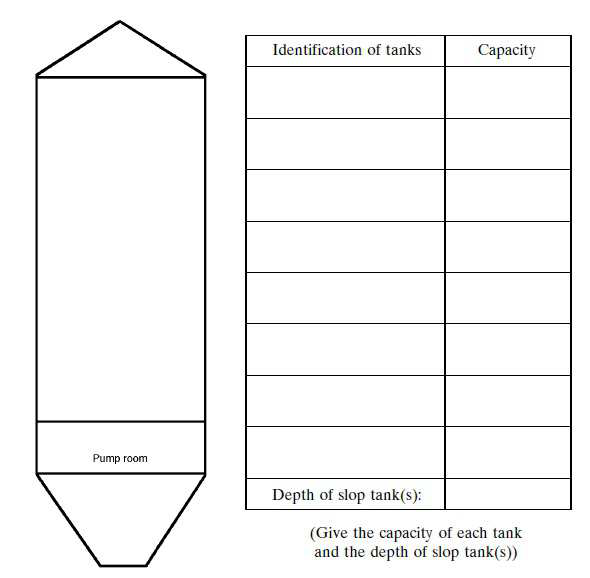 Identification of tanks
Capacity
Pump room
Depth of slop tank(s):
(Give the capacity of each tank
and the depth of slop tank(s))